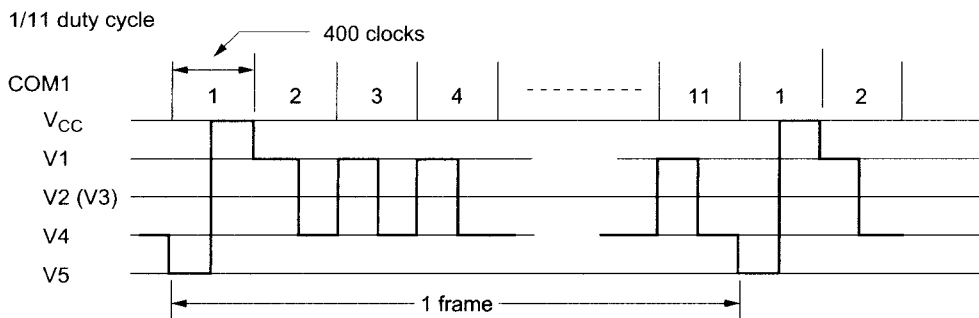 1/11 duty cycle
400 clocks
COM1
1 2 3 4 11 1 2
VCC
V1
V2 (V3)
V4
V5
1 frame